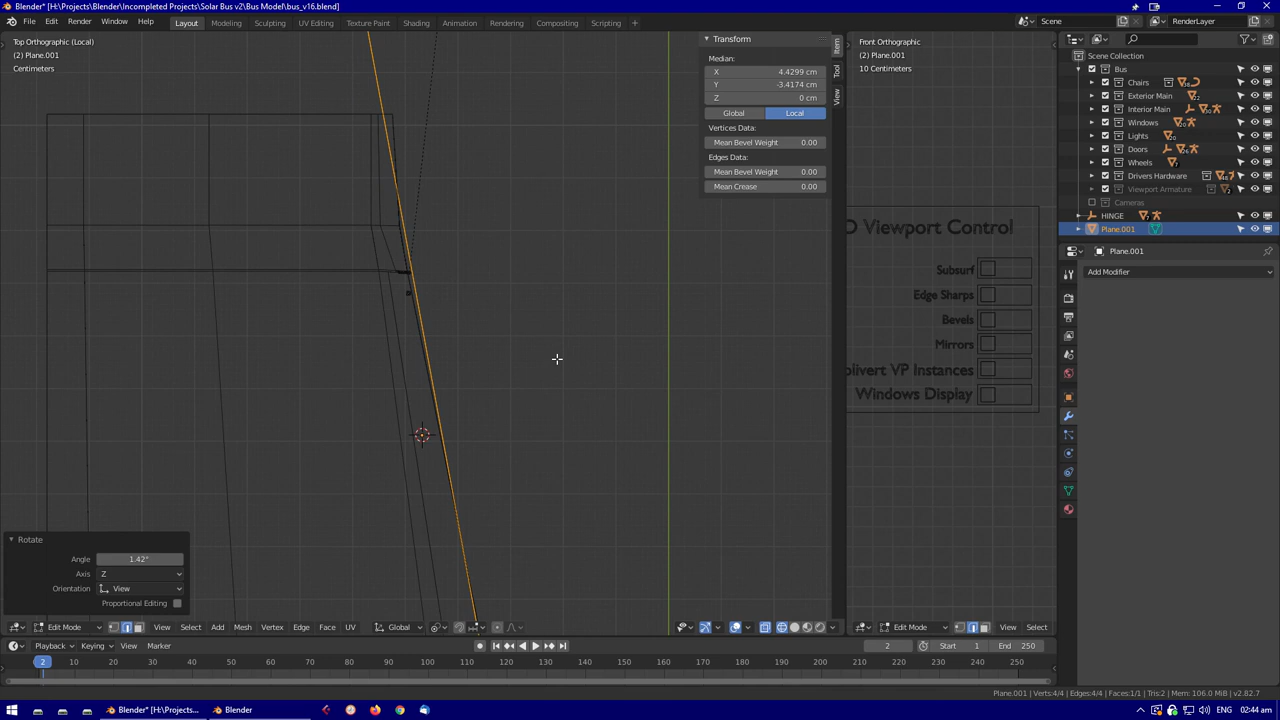 Blender* [H:\Projects\Blender\Incompleted Projects\Solar Bus v2\Bus Model\bus_v16.blend]
File Edit Render Window Help Layout Modeling Sculpting UV Editing Texture Paint Shading Animation Rendering Compositing Scripting + Scene RenderLayer
Top Orthographic (Local)
(2) Plane.001
Centimeters
Transform
Median:
X 4.4299 cm
Y -3.4174 cm
Z 0 cm
Global Local
Vertices Data:
Mean Bevel Weight 0.00
Edges Data:
Mean Bevel Weight 0.00
Mean Crease 0.00
Item
Tool
View
Front Orthographic
(2) Plane.001
10 Centimeters
O Viewport Control
Subsurf
Edge Sharps
Bevels
Mirrors
olivert VP Instances
Windows Display
Scene Collection
Bus
Chairs
Exterior Main
Interior Main
Windows
Lights
Doors
Wheels
Drivers Hardware
Viewport Armature
Cameras
HINGE
Plane.001
Plane.001
Add Modifier
Rotate
Angle 1.42°
Axis Z
Orientation View
Proportional Editing
Edit Mode View Select Add Mesh Vertex Edge Face UV Global
Edit Mode View Select
Playback Keying View Marker 2 Start 1 End 250
2 10 20 30 40 50 60 70 80 90 100 110 120 130 140 150 160 170 180 190 200 210 220 230 240 250
Plane.001 | Verts:4/4 | Edges:4/4 | Faces:1/1 | Tris:2 | Mem: 106.0 MiB | v2.82.7
Blender* [H:\Projects... Blender ENG 02:44 am